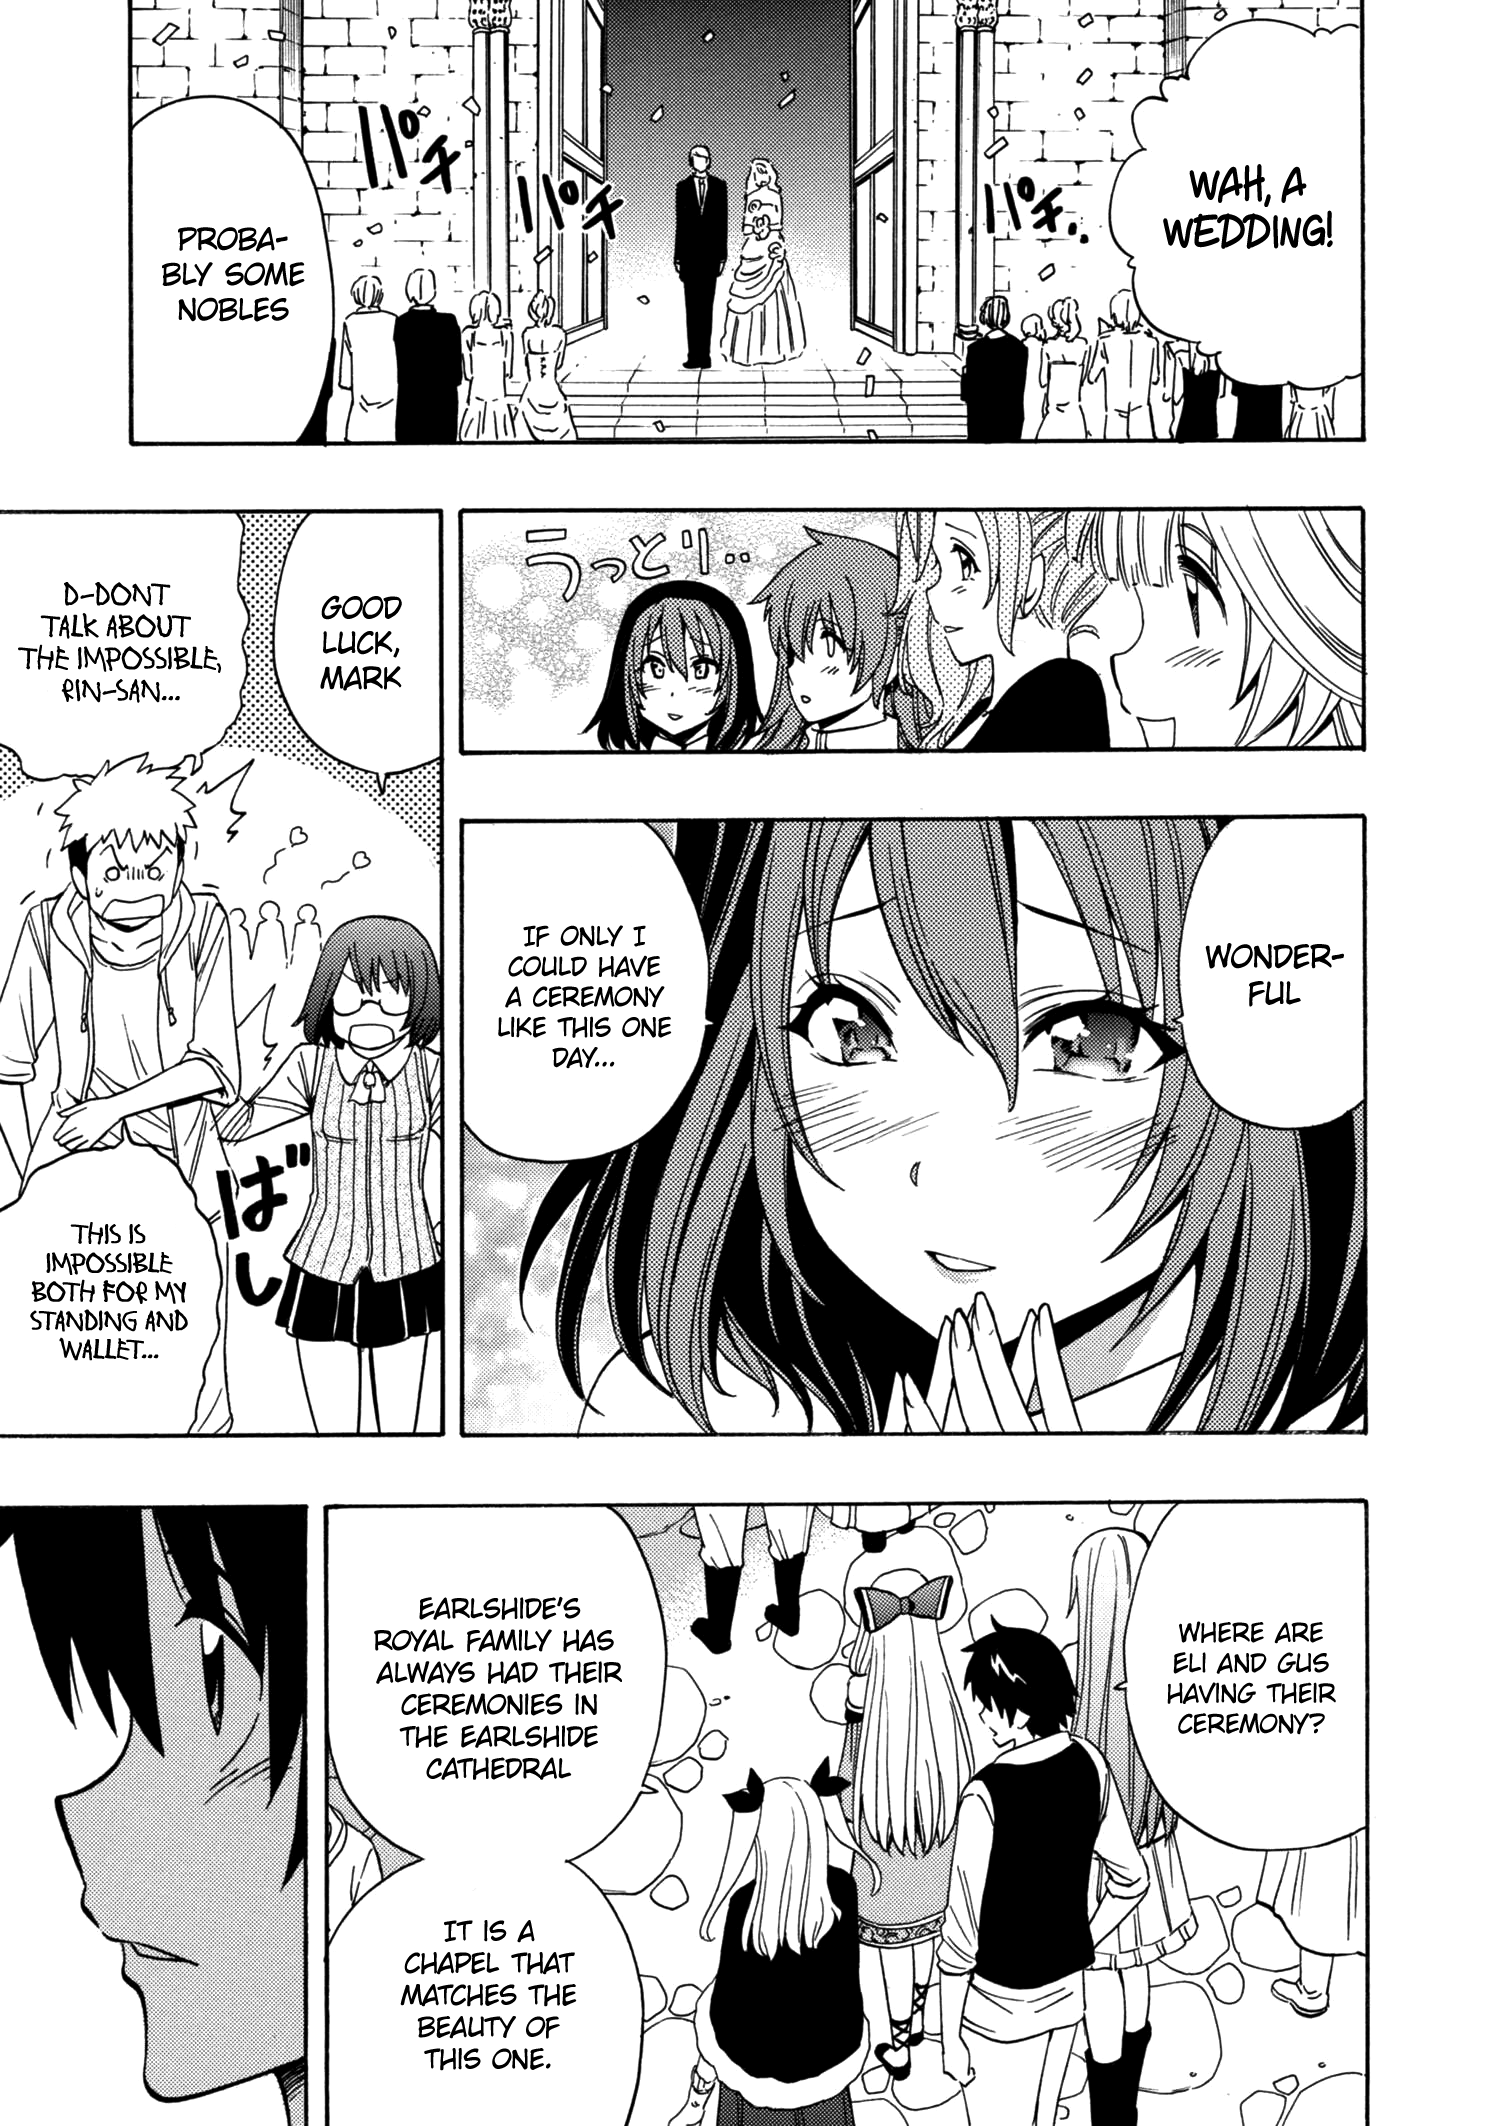 WAH, A
WEDDING!
パチ
パチ
パチ..
PROBA-
BLY SOME
NOBLES
うっとり..
GOOD
LUCK,
MARK
D-DONT
TALK ABOUT
THE IMPOSSIBLE,
RIN-SAN...
ばしっ
THIS IS
IMPOSSIBLE
BOTH FOR MY
STANDING AND
WALLET...
WONDER-
FUL
IF ONLY I
COULD HAVE
A CEREMONY
LIKE THIS ONE
DAY...
WHERE ARE
ELI AND GUS
HAVING THEIR
CEREMONY?
EARLSHIDE'S
ROYAL FAMILY HAS
ALWAYS HAD THEIR
CEREMONIES IN
THE EARLSHIDE
CATHEDRAL
IT IS A
CHAPEL THAT
MATCHES THE
BEAUTY OF
THIS ONE.